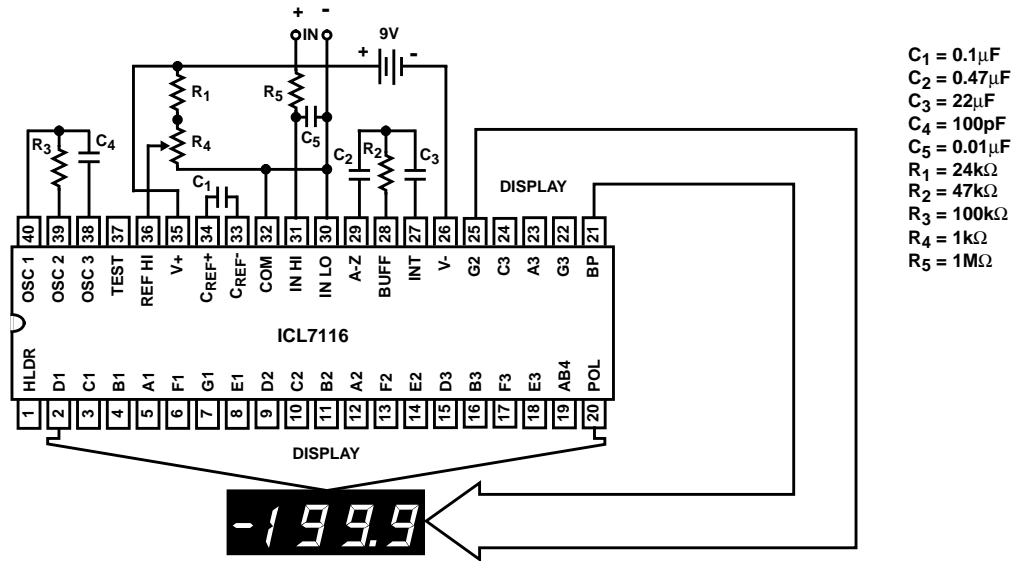 + -
IN
9V
+ -
R1
R5
C5
R4
R3
C4
C1
C2
R2
C3
DISPLAY
40 39 38 37 36 35 34 33 32 31 30 29 28 27 26 25 24 23 22 21
OSC 1 OSC 2 OSC 3 TEST REF HI V+ CREF+ CREF- COM IN HI IN LO A-Z BUFF INT V- G2 C3 A3 G3 BP
ICL7116
HLDR D1 C1 B1 A1 F1 G1 E1 D2 C2 B2 A2 F2 E2 D3 B3 F3 E3 AB4 POL
1 2 3 4 5 6 7 8 9 10 11 12 13 14 15 16 17 18 19 20
DISPLAY
-199.9
C1 = 0.1μF
C2 = 0.47μF
C3 = 22μF
C4 = 100pF
C5 = 0.01μF
R1 = 24kΩ
R2 = 47kΩ
R3 = 100kΩ
R4 = 1kΩ
R5 = 1MΩ